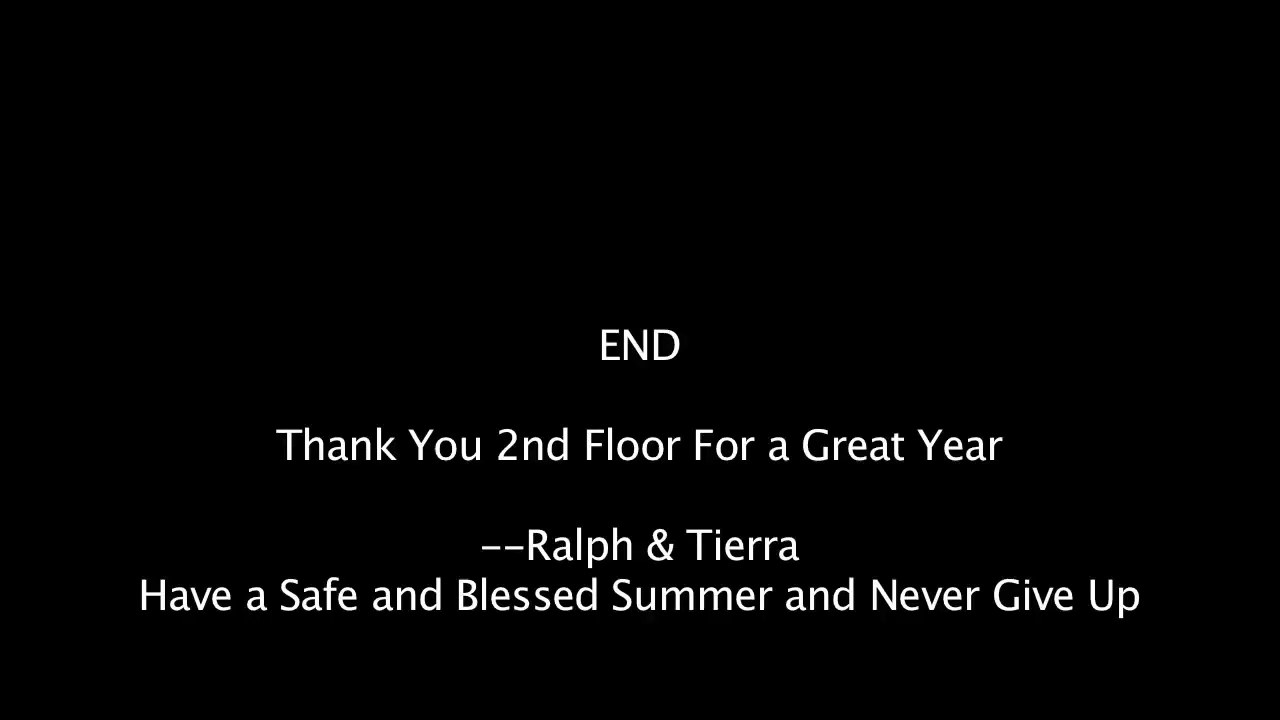 END
Thank You 2nd Floor For a Great Year
--Ralph & Tierra
Have a Safe and Blessed Summer and Never Give Up